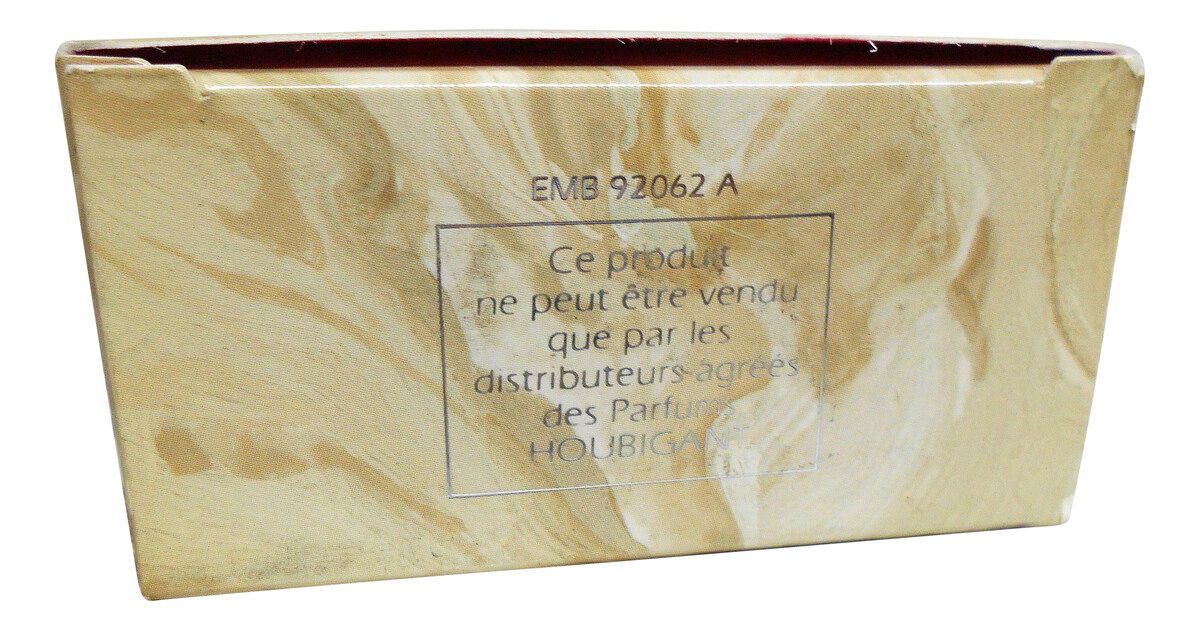 EMB 92062 A
Ce produit
ne peut être vendu
que par les
distributeurs agréés
des Parfums
HOUBIGANT